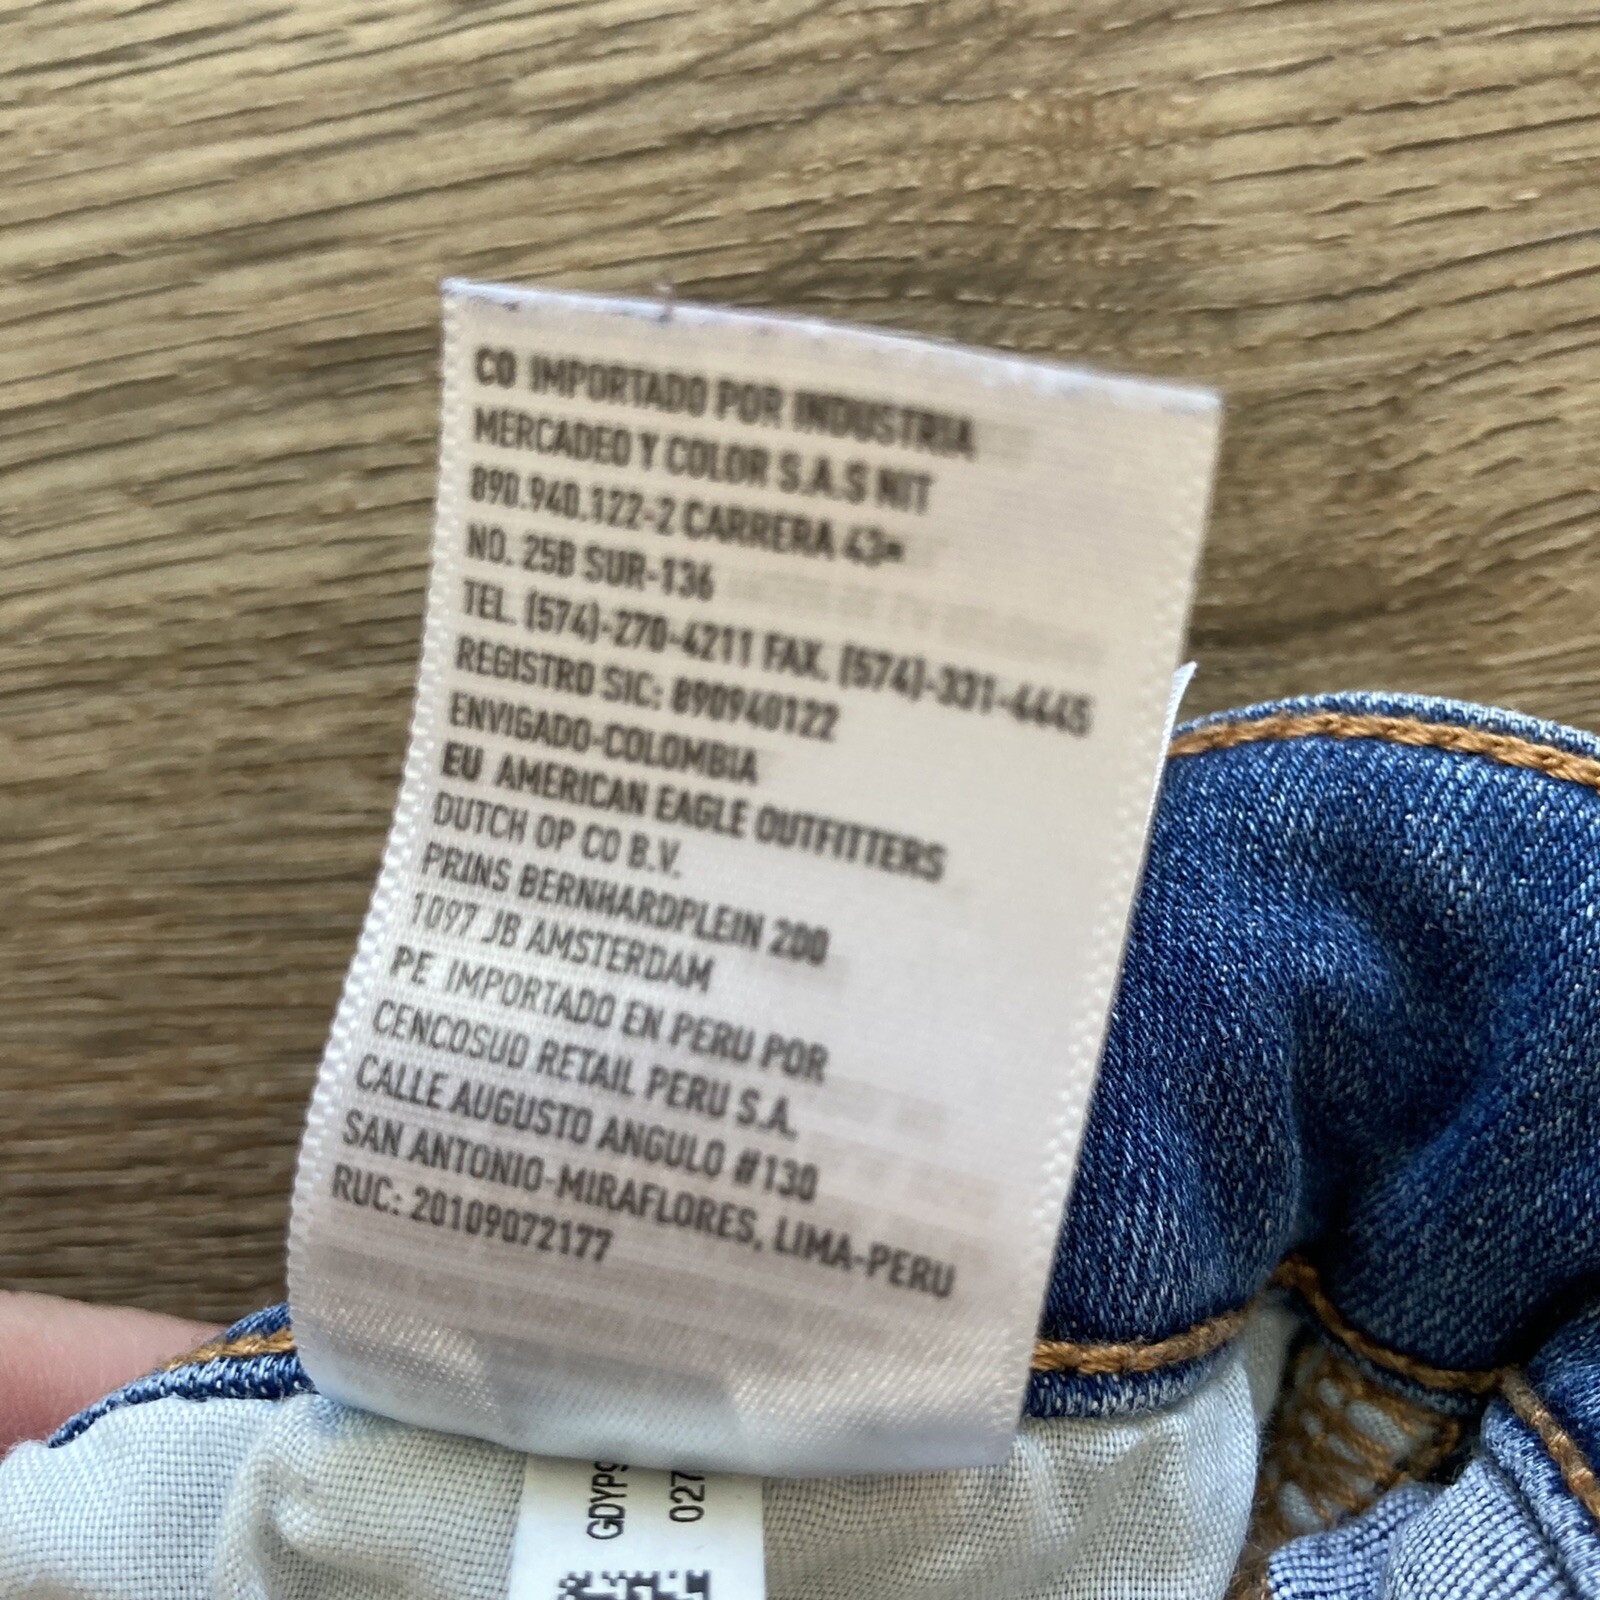 CO IMPORTADO POR INDUSTRIA
MERCADEO Y COLOR S.A.S NIT
890.940.122-2 CARRERA 43ª
NO. 25B SUR-136
TEL. (574)-270-4211 FAX. (574)-331-4445
REGISTRO SIC: 890940122
ENVIGADO-COLOMBIA
EU AMERICAN EAGLE OUTFITTERS
DUTCH OP CO B.V.
PRINS BERNHARDPLEIN 200
1097 JB AMSTERDAM
PE IMPORTADO EN PERU POR
CENCOSUD RETAIL PERU S.A.
CALLE AUGUSTO ANGULO #130
SAN ANTONIO-MIRAFLORES, LIMA-PERU
RUC: 20109072177
GDYPS
027